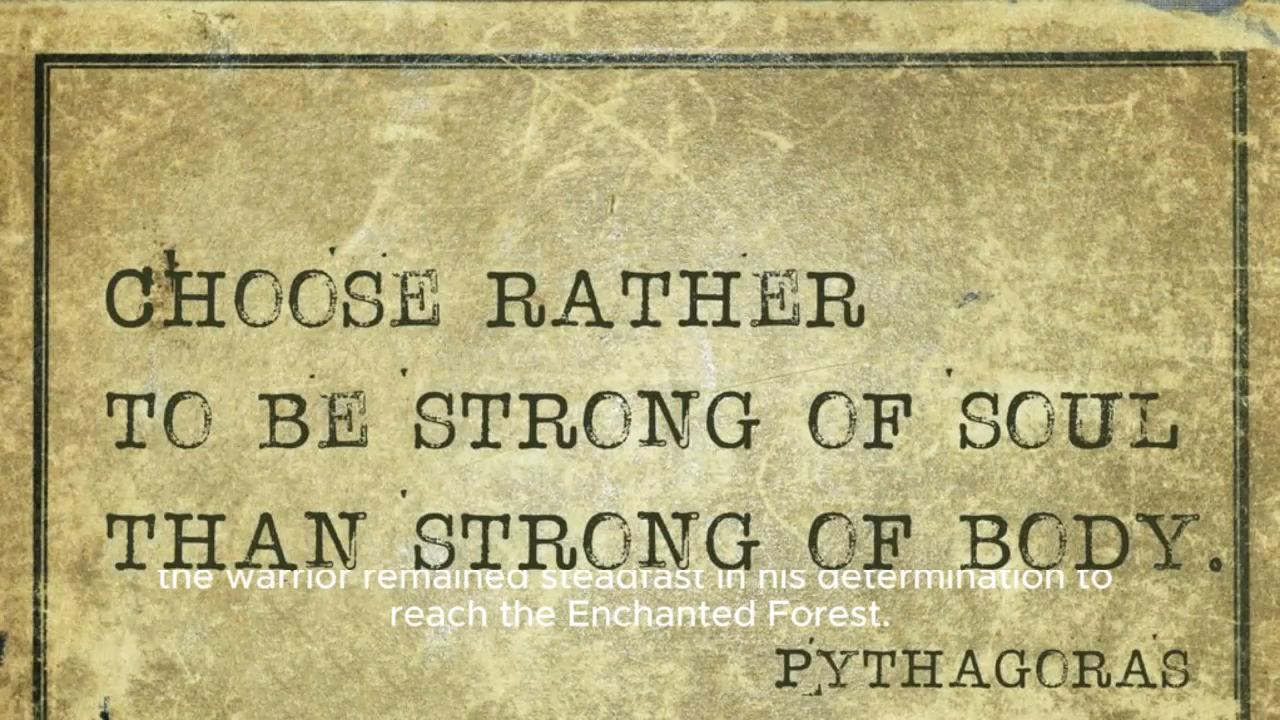 CHOOSE RATHER
TO BE STRONG OF SOUL
THAN STRONG OF BODY.
the warrior remained steadfast in his determination to
reach the Enchanted Forest.
PYTHAGORAS